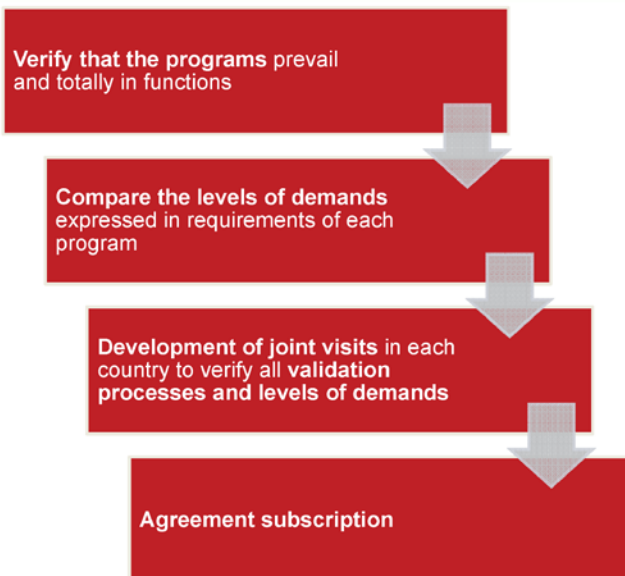 Verify that the programs prevail
and totally in functions
Compare the levels of demands
expressed in requirements of each
program
Development of joint visits in each
country to verify all validation
processes and levels of demands
Agreement subscription